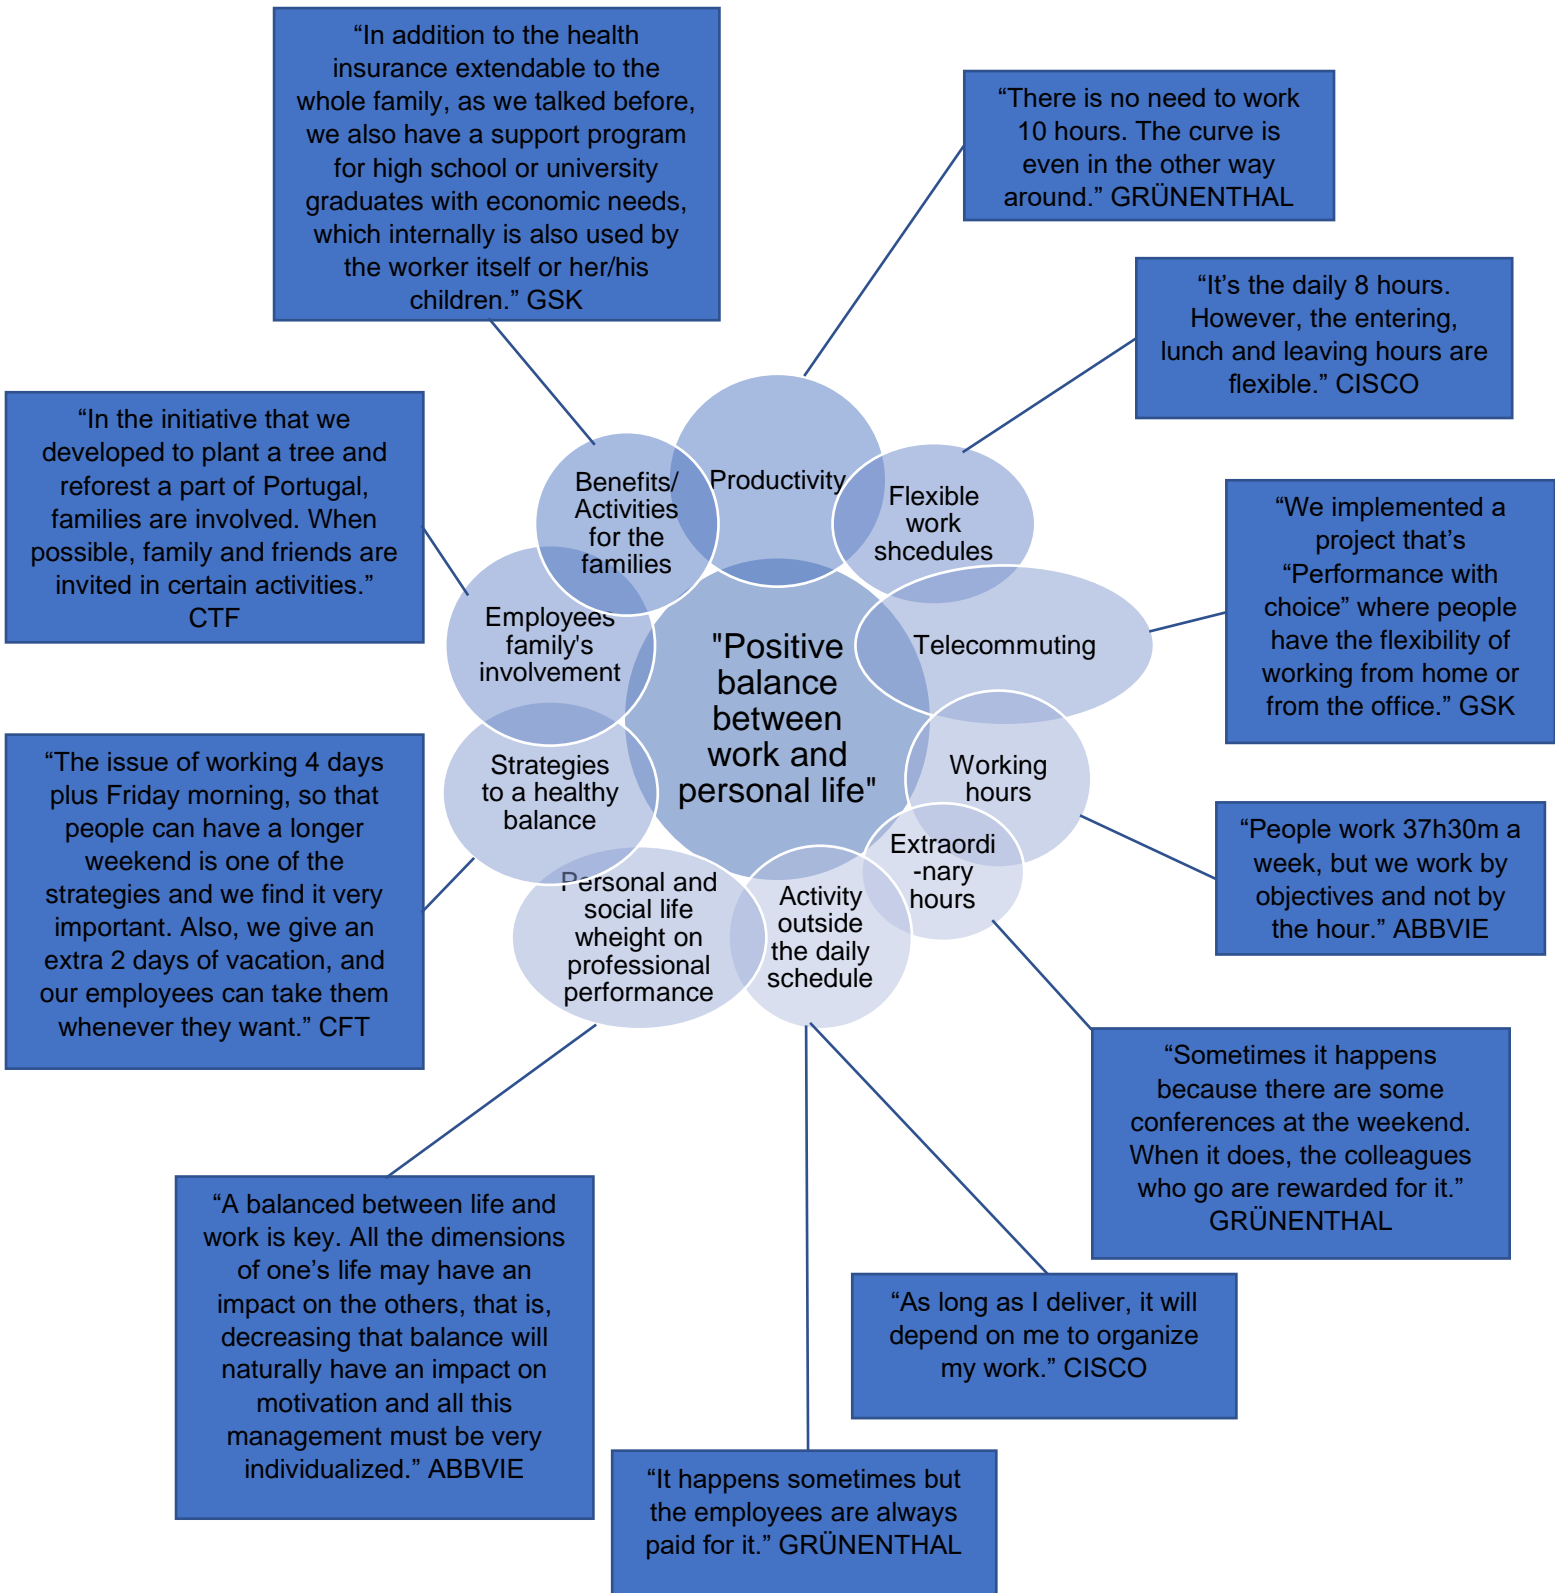 “In addition to the health
insurance extendable to the
whole family, as we talked before,
we also have a support program
for high school or university
graduates with economic needs,
which internally is also used by
the worker itself or her/his
children.” GSK
“There is no need to work
10 hours. The curve is
even in the other way
around.” GRÜNENTHAL
“It’s the daily 8 hours.
However, the entering,
lunch and leaving hours are
flexible.” CISCO
“In the initiative that we
developed to plant a tree and
reforest a part of Portugal,
families are involved. When
possible, family and friends are
invited in certain activities.”
CTF
“We implemented a
project that’s
“Performance with
choice” where people
have the flexibility of
working from home or
from the office.” GSK
Benefits/
Activities
for the
families
Productivity
Flexible
work
shcedules
Employees
family's
involvement
Telecommuting
"Positive
balance
between
work and
personal life"
Strategies
to a healthy
balance
Working
hours
Extraordi
-nary
hours
Personal and
social life
wheight on
professional
performance
Activity
outside
the daily
schedule
“The issue of working 4 days
plus Friday morning, so that
people can have a longer
weekend is one of the
strategies and we find it very
important. Also, we give an
extra 2 days of vacation, and
our employees can take them
whenever they want.” CFT
“People work 37h30m a
week, but we work by
objectives and not by
the hour.” ABBVIE
“Sometimes it happens
because there are some
conferences at the weekend.
When it does, the colleagues
who go are rewarded for it.”
GRÜNENTHAL
“A balanced between life and
work is key. All the dimensions
of one’s life may have an
impact on the others, that is,
decreasing that balance will
naturally have an impact on
motivation and all this
management must be very
individualized.” ABBVIE
“As long as I deliver, it will
depend on me to organize
my work.” CISCO
“It happens sometimes but
the employees are always
paid for it.” GRÜNENTHAL